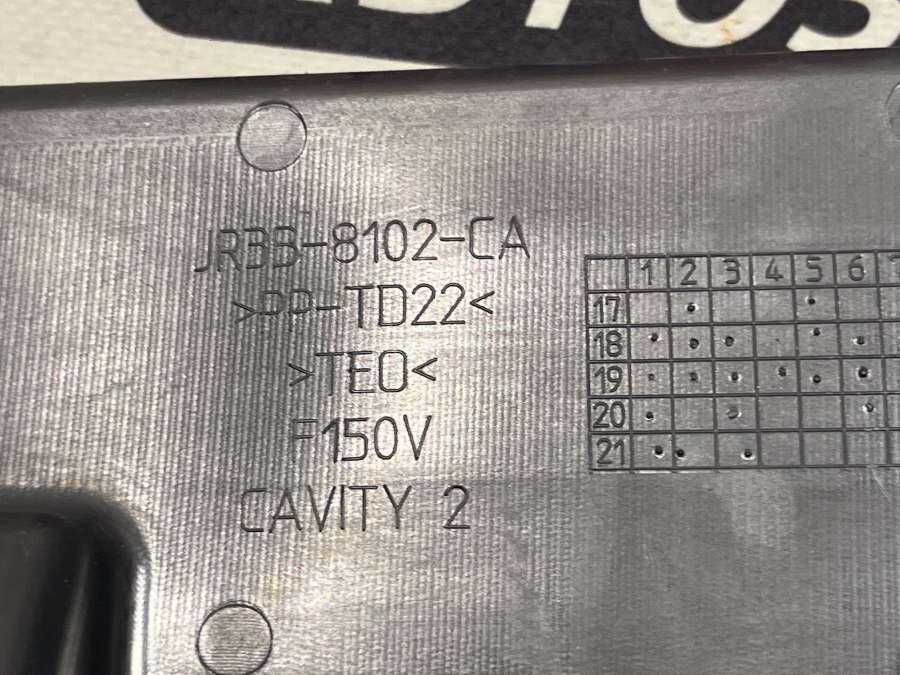 JR3B-8102-CA
>PP-TD22<
>TEO<
F150V
CAVITY 2
1 2 3 4 5 6
17
18
19
20
21